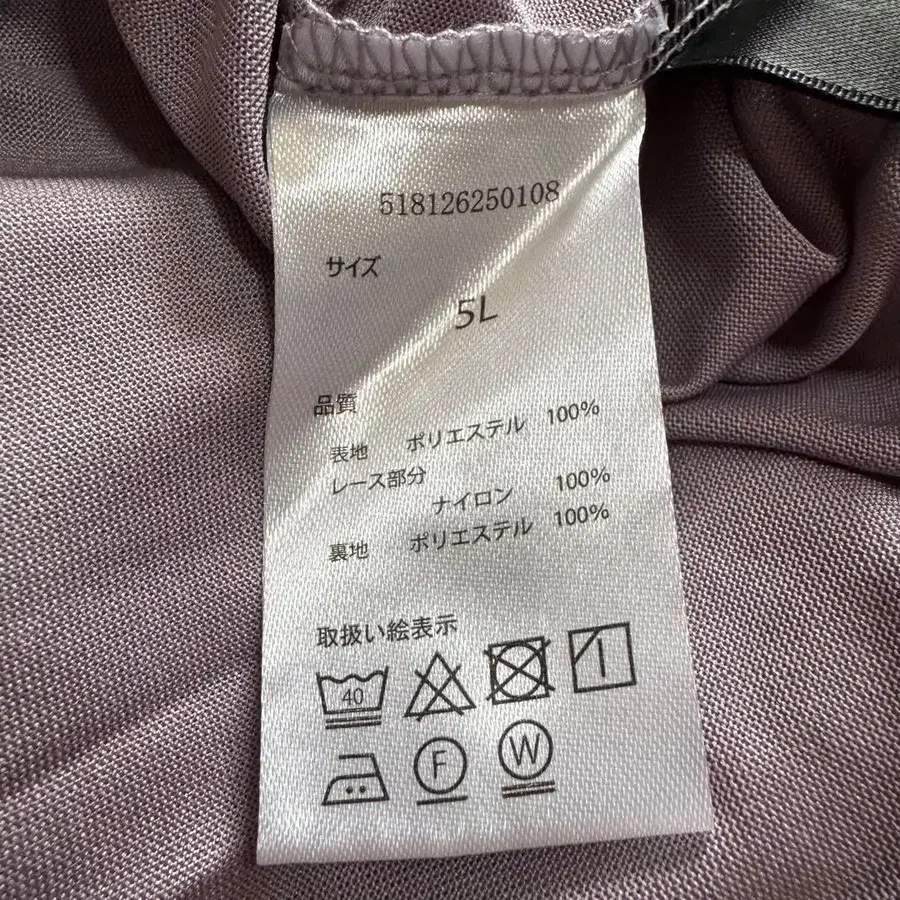 518126250108
サイズ
5L
品質
表地 ポリエステル 100%
レース部分
ナイロン 100%
裏地 ポリエステル 100%
取扱い絵表示
40
F W